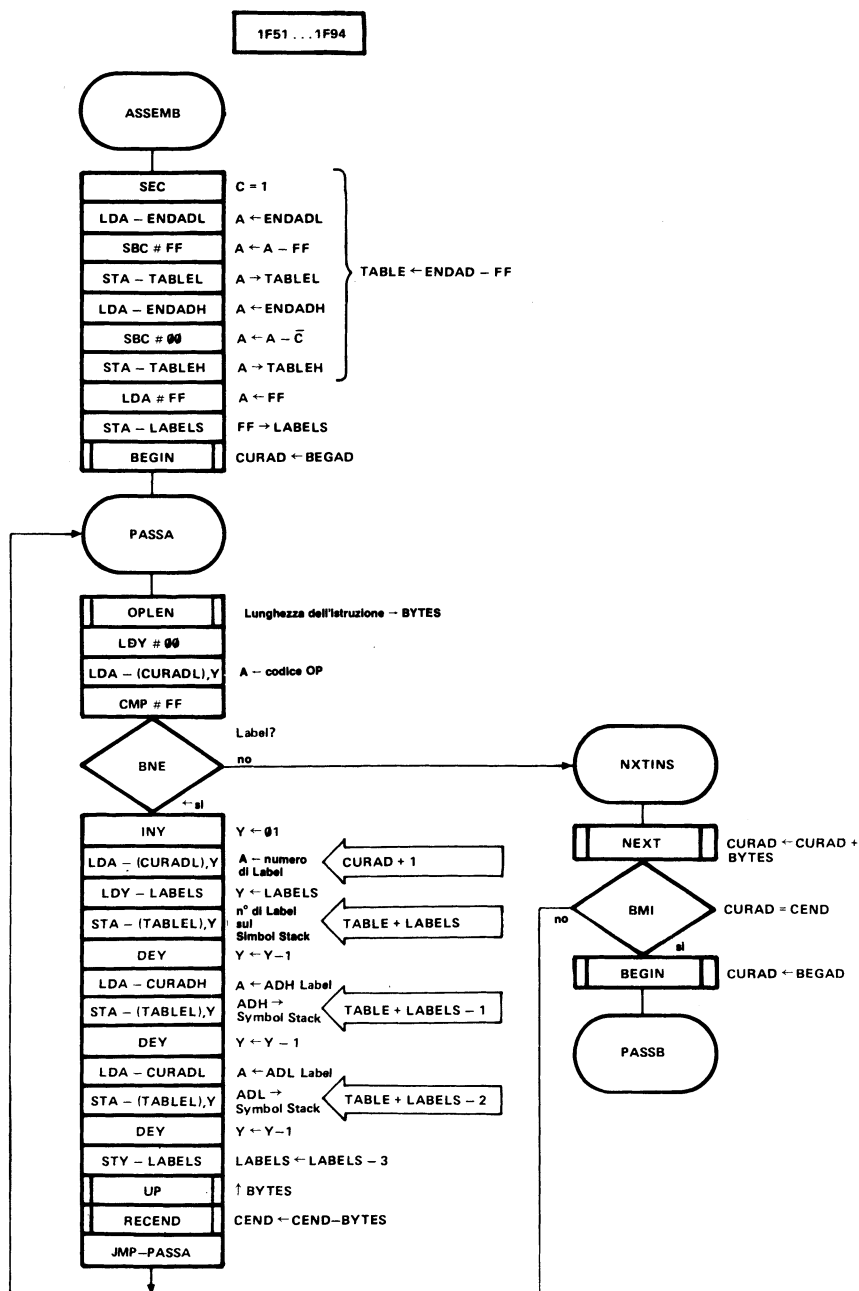 1F51 . . . 1F94
ASSEMB
SEC C = 1
LDA – ENDADL A ← ENDADL
SBC # FF A ← A – FF
STA – TABLEL A → TABLEL
TABLE ← ENDAD – FF
LDA – ENDADH A ← ENDADH
SBC # 00 A ← A – C̄
STA – TABLEH A → TABLEH
LDA # FF A ← FF
STA – LABELS FF → LABELS
BEGIN CURAD ← BEGAD
PASSA
OPLEN Lunghezza dell'istruzione → BYTES
LDY # 00
LDA – (CURADL),Y A – codice OP
CMP # FF
Label?
BNE
no
← si
INY Y ← 01
LDA – (CURADL),Y A – numero
di Label
CURAD + 1
LDY – LABELS Y ← LABELS
STA – (TABLEL),Y n° di Label
sul
Simbol Stack
TABLE + LABELS
DEY Y ← Y–1
LDA – CURADH A ← ADH Label
STA – (TABLEL),Y ADH →
Symbol Stack
TABLE + LABELS – 1
DEY Y ← Y – 1
LDA – CURADL A ← ADL Label
STA – (TABLEL),Y ADL →
Symbol Stack
TABLE + LABELS – 2
DEY Y ← Y–1
STY – LABELS LABELS ← LABELS – 3
UP ↑ BYTES
RECEND CEND ← CEND–BYTES
JMP–PASSA
NXTINS
NEXT CURAD ← CURAD +
BYTES
BMI CURAD = CEND
no
si
BEGIN CURAD ← BEGAD
PASSB